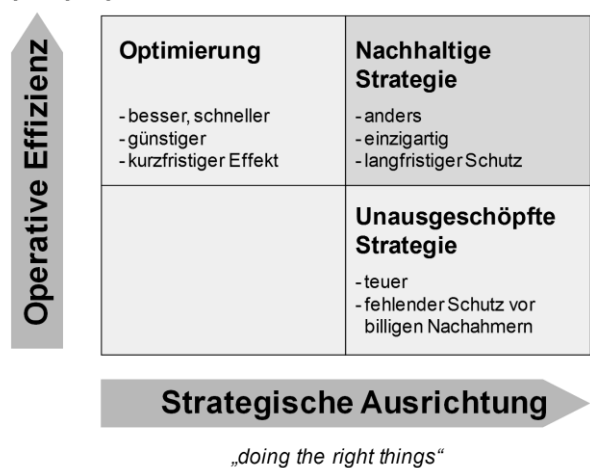 Operative Effizienz
Optimierung
- besser, schneller
- günstiger
- kurzfristiger Effekt
Nachhaltige
Strategie
- anders
- einzigartig
- langfristiger Schutz
Unausgeschöpfte
Strategie
- teuer
- fehlender Schutz vor
billigen Nachahmern
Strategische Ausrichtung
„doing the right things“